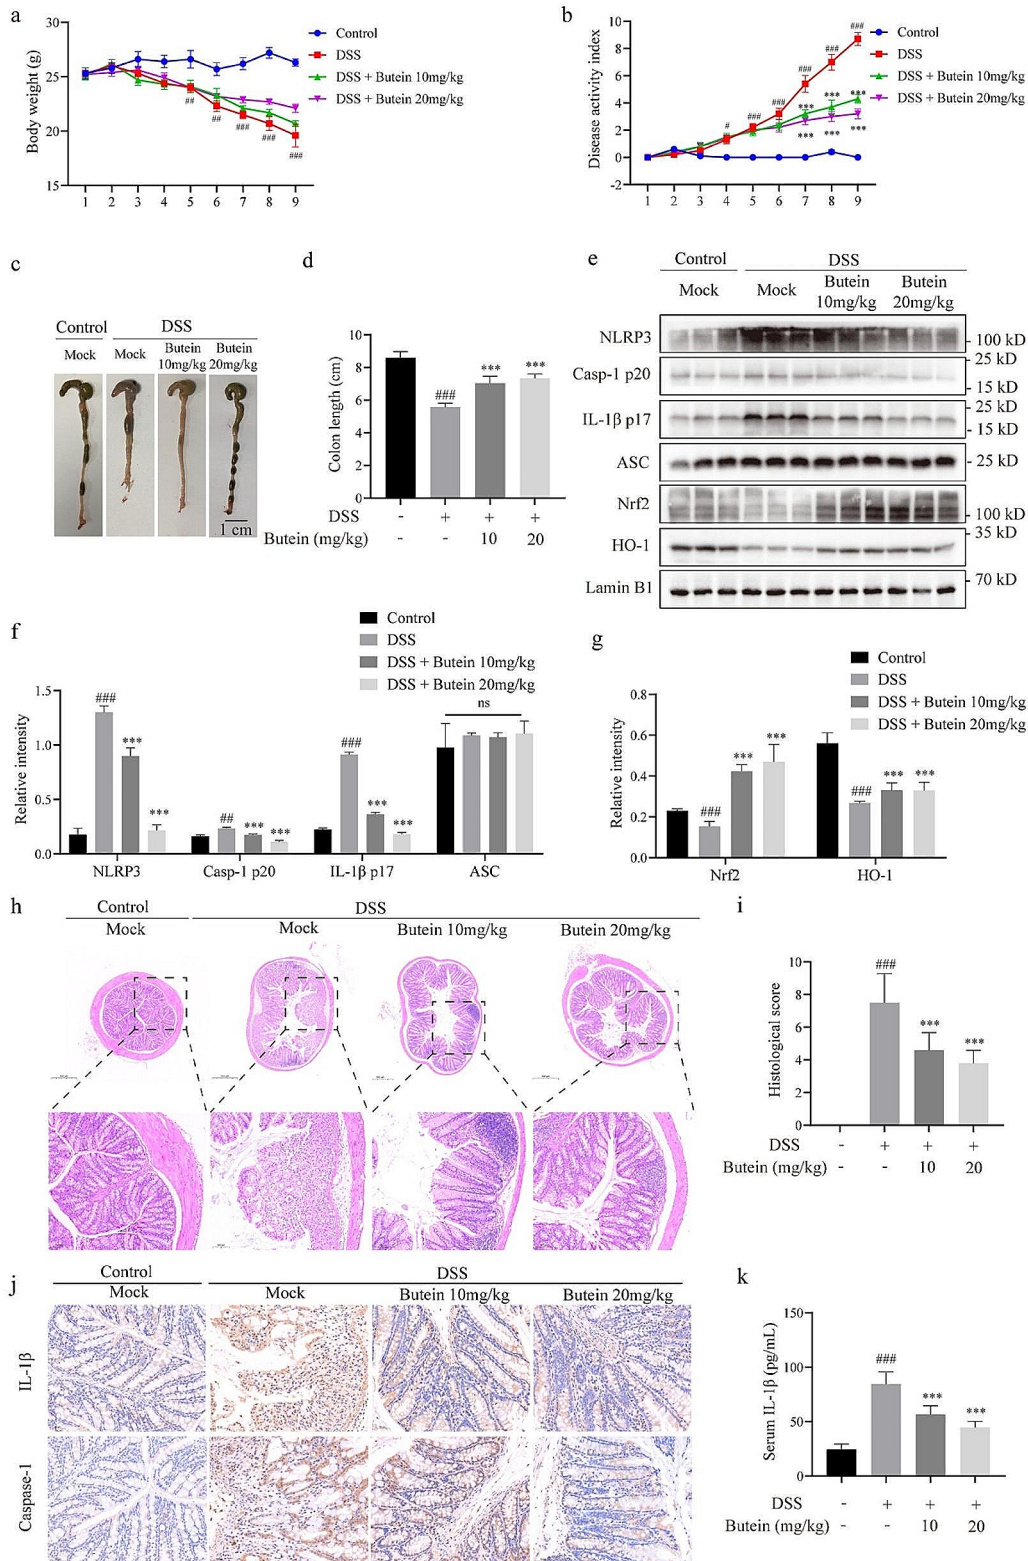 a
30
25
20
15
Body weight (g)
1 2 3 4 5 6 7 8 9
## ## ### ### ###
Control
DSS
DSS + Butein 10mg/kg
DSS + Butein 20mg/kg
b
10
8
6
4
2
0
-2
Disease activity index
1 2 3 4 5 6 7 8 9
# ### ### ### ### ###
*** *** ***
*** *** ***
Control
DSS
DSS + Butein 10mg/kg
DSS + Butein 20mg/kg
c
Control DSS
Mock Mock Butein 10mg/kg Butein 20mg/kg
1 cm
d
10
8
6
4
2
0
Colon length (cm)
### *** ***
DSS - + + +
Butein (mg/kg) - - 10 20
e
Control DSS
Mock Mock Butein 10mg/kg Butein 20mg/kg
NLRP3 - 100 kD
- 25 kD
Casp-1 p20
- 15 kD
- 25 kD
IL-1β p17
- 15 kD
ASC - 25 kD
Nrf2
- 100 kD
- 35 kD
HO-1
- 70 kD
Lamin B1
f
Control
DSS
DSS + Butein 10mg/kg
DSS + Butein 20mg/kg
1.5
1.0
0.5
0.0
Relative intensity
### *** ***
## *** ***
### *** ***
ns
NLRP3 Casp-1 p20 IL-1β p17 ASC
g
Control
DSS
DSS + Butein 10mg/kg
DSS + Butein 20mg/kg
0.8
0.6
0.4
0.2
0.0
Relative intensity
### *** ***
### *** ***
Nrf2 HO-1
h
Control DSS
Mock Mock Butein 10mg/kg Butein 20mg/kg
i
10
8
6
4
2
0
Histological score
### *** ***
DSS - + + +
Butein (mg/kg) - - 10 20
j
Control DSS
Mock Mock Butein 10mg/kg Butein 20mg/kg
IL-1β
Caspase-1
k
150
100
50
0
Serum IL-1β (pg/mL)
### *** ***
DSS - + + +
Butein (mg/kg) - - 10 20